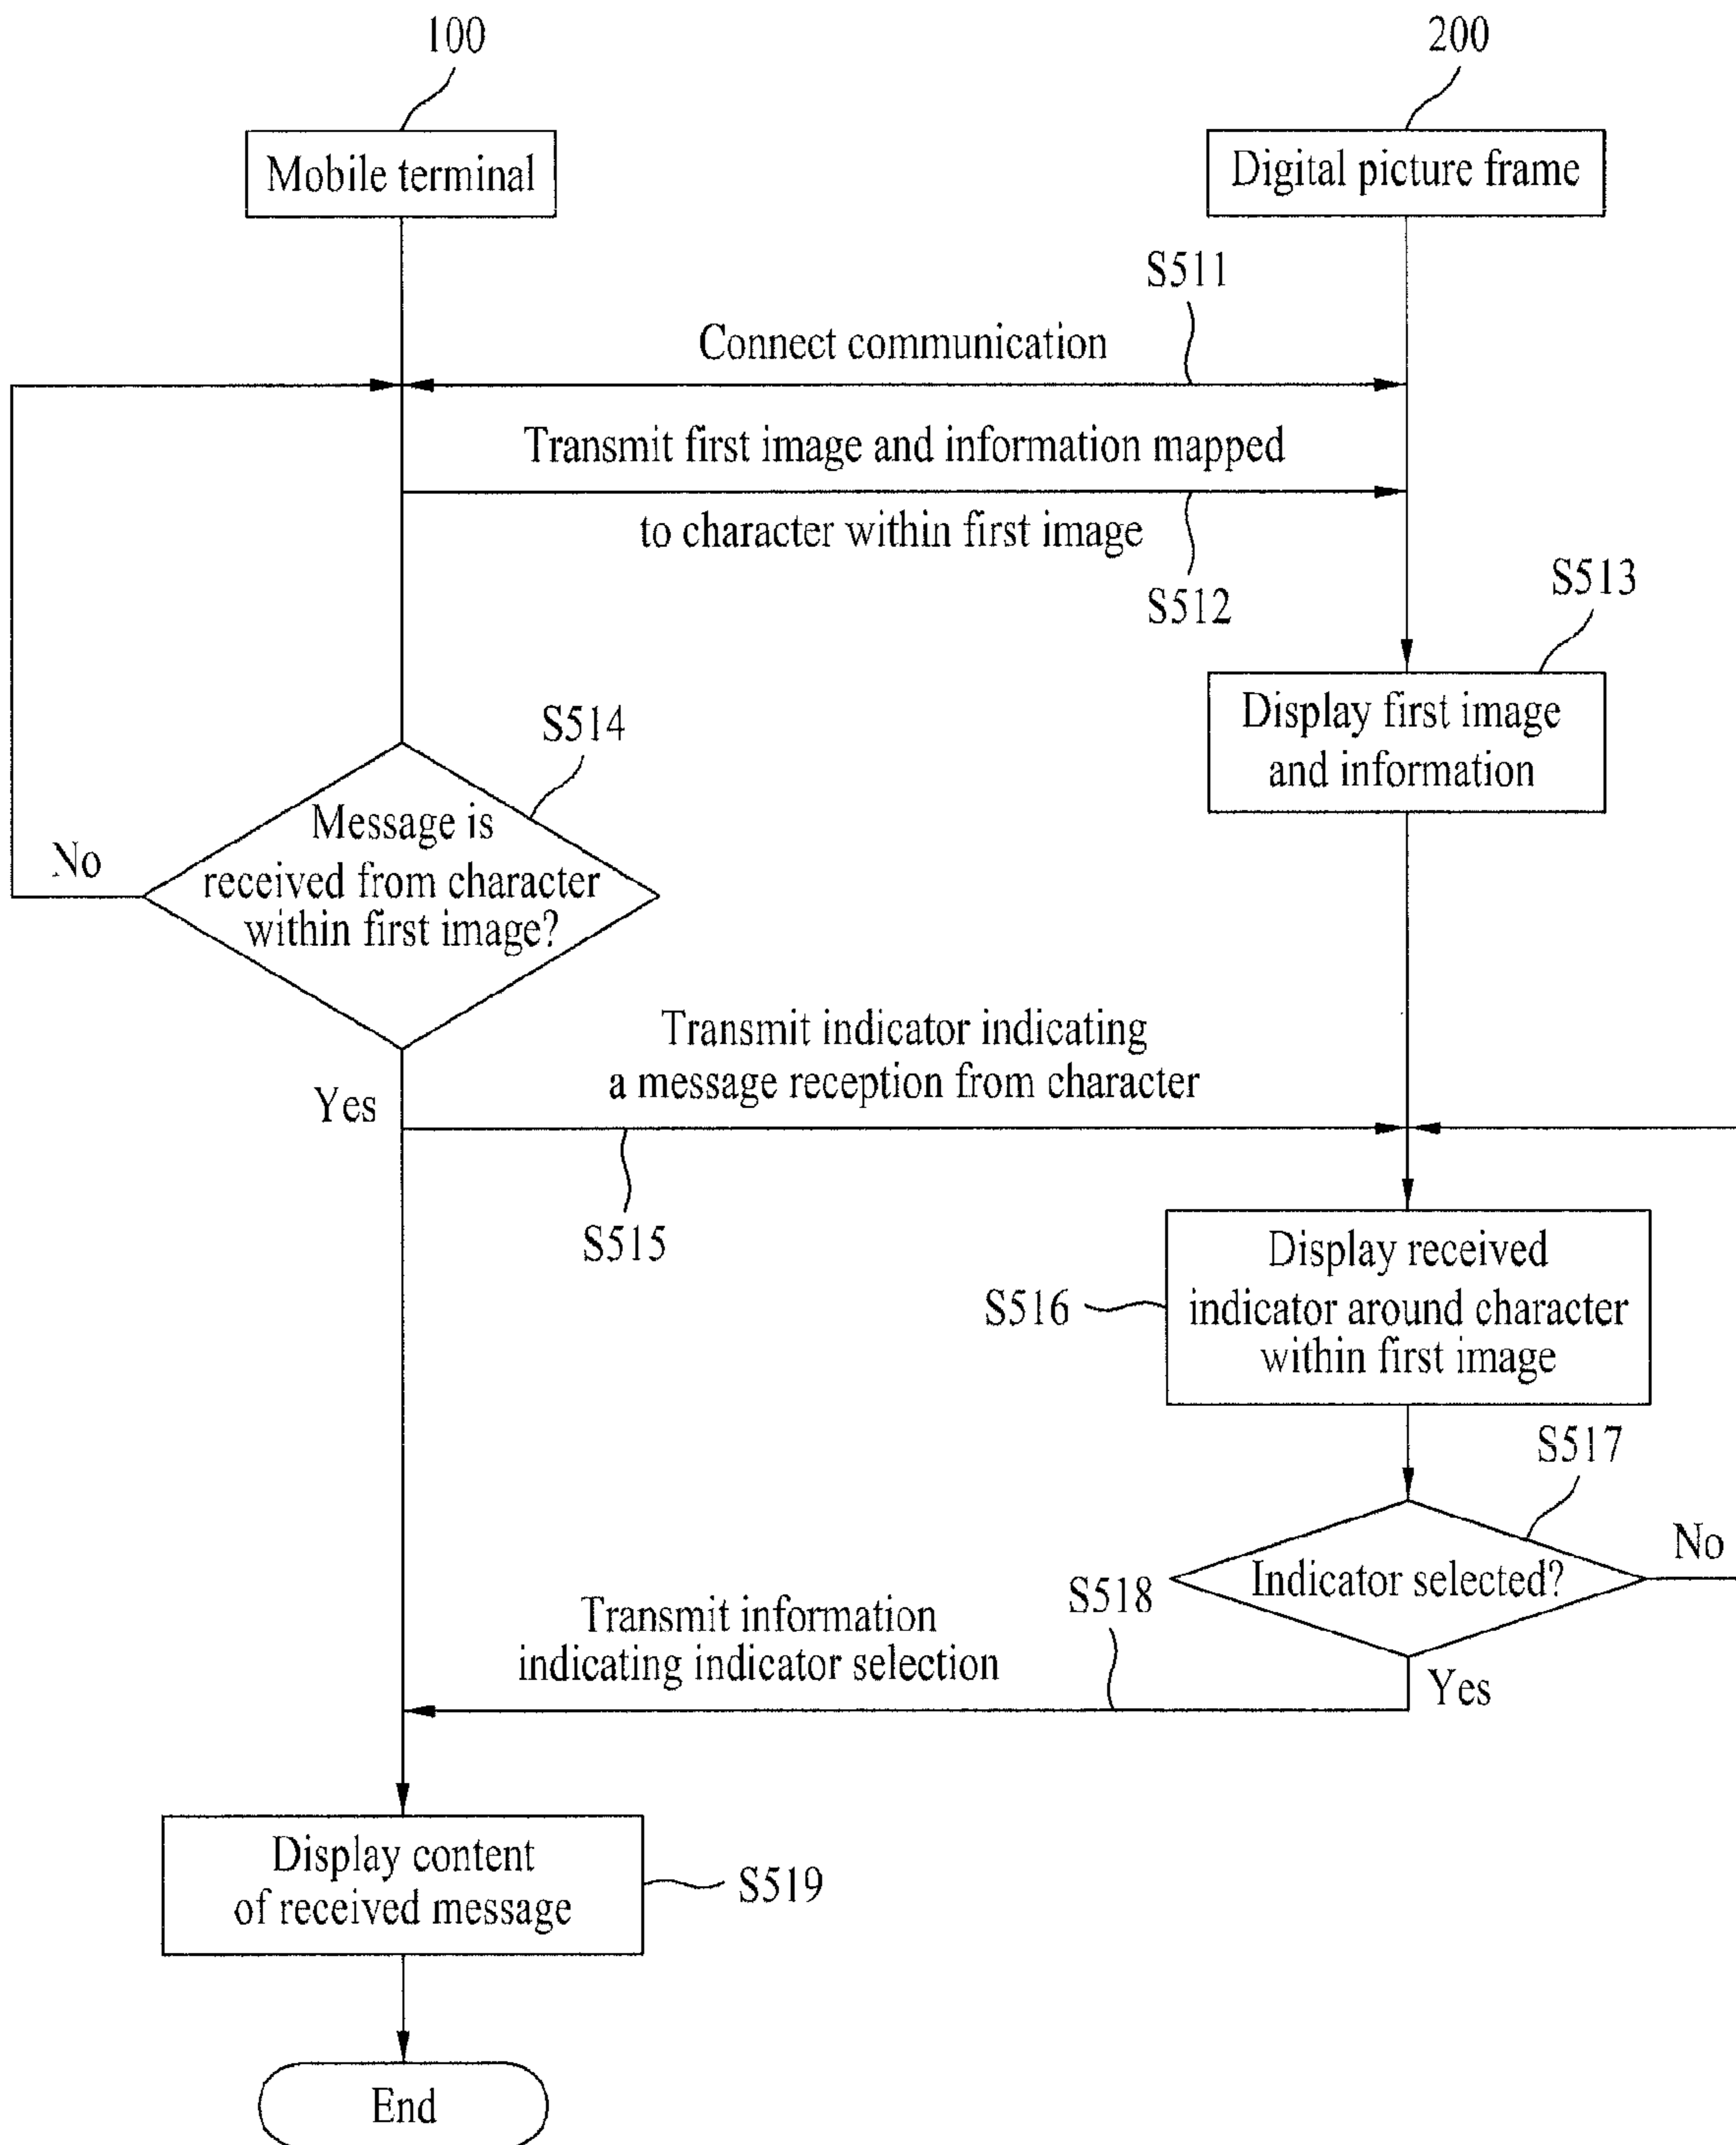 100
200
Mobile terminal
Digital picture frame
S511
Connect communication
Transmit first image and information mapped
to character within first image
S512
S513
Display first image
and information
S514
Message is
received from character
within first image?
No
Transmit indicator indicating
a message reception from character
Yes
S515
Display received
indicator around character
within first image
S516
S517
Indicator selected?
No
S518
Transmit information
indicating indicator selection
Yes
Display content
of received message
S519
End